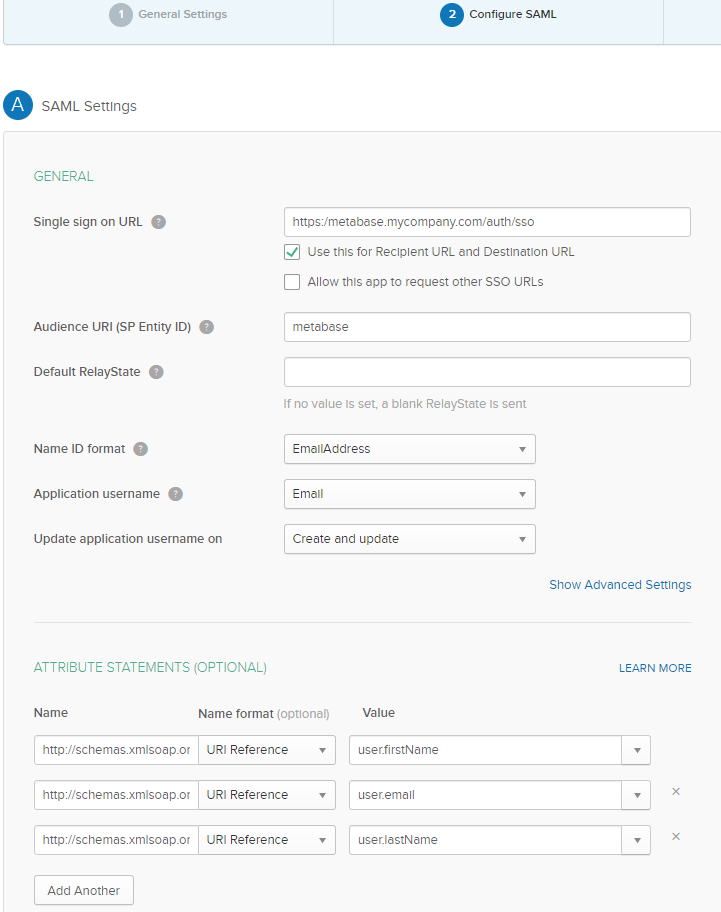 1 General Settings
2 Configure SAML
A SAML Settings
GENERAL
Single sign on URL ? https:/metabase.mycompany.com/auth/sso
Use this for Recipient URL and Destination URL
Allow this app to request other SSO URLs
Audience URI (SP Entity ID) ? metabase
Default RelayState ?
If no value is set, a blank RelayState is sent
Name ID format ? EmailAddress
Application username ? Email
Update application username on Create and update
Show Advanced Settings
ATTRIBUTE STATEMENTS (OPTIONAL) LEARN MORE
Name Name format (optional) Value
http://schemas.xmlsoap.or URI Reference user.firstName
http://schemas.xmlsoap.or URI Reference user.email
http://schemas.xmlsoap.or URI Reference user.lastName
Add Another